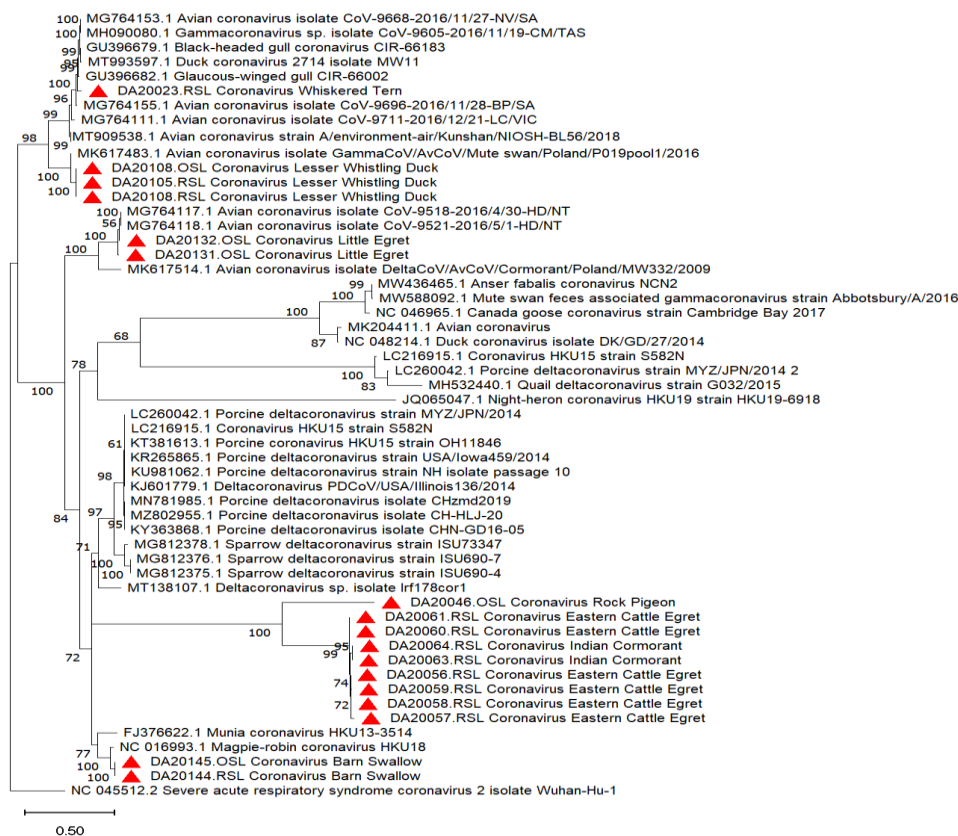 100 MG764153.1 Avian coronavirus isolate CoV-9668-2016/11/27-NV/SA
100 MH090080.1 Gammacoronavirus sp. isolate CoV-9605-2016/11/19-CM/TAS
99 GU396679.1 Black-headed gull coronavirus CIR-66183
MT993597.1 Duck coronavirus 2714 isolate MW11
99 GU396682.1 Glaucous-winged gull CIR-66002
100 DA20023.RSL Coronavirus Whiskered Tern
96 MG764155.1 Avian coronavirus isolate CoV-9696-2016/11/28-BP/SA
99 MG764111.1 Avian coronavirus isolate CoV-9711-2016/12/21-LC/VIC
98 MT909538.1 Avian coronavirus strain A/environment-air/Kunshan/NIOSH-BL56/2018
99 MK617483.1 Avian coronavirus isolate GammaCoV/AvCoV/Mute swan/Poland/P019pool1/2016
DA20108.OSL Coronavirus Lesser Whistling Duck
100 DA20105.RSL Coronavirus Lesser Whistling Duck
100 DA20108.RSL Coronavirus Lesser Whistling Duck
100 MG764117.1 Avian coronavirus isolate CoV-9518-2016/4/30-HD/NT
56 MG764118.1 Avian coronavirus isolate CoV-9521-2016/5/1-HD/NT
100 DA20132.OSL Coronavirus Little Egret
100 DA20131.OSL Coronavirus Little Egret
MK617514.1 Avian coronavirus isolate DeltaCoV/AvCoV/Cormorant/Poland/MW332/2009
99 MW436465.1 Anser fabalis coronavirus NCN2
100 MW588092.1 Mute swan feces associated gammacoronavirus strain Abbotsbury/A/2016
100 NC 046965.1 Canada goose coronavirus strain Cambridge Bay 2017
MK204411.1 Avian coronavirus
68 87 NC 048214.1 Duck coronavirus isolate DK/GD/27/2014
LC216915.1 Coronavirus HKU15 strain S582N
78 100 LC260042.1 Porcine deltacoronavirus strain MYZ/JPN/2014 2
100 83 MH532440.1 Quail deltacoronavirus strain G032/2015
JQ065047.1 Night-heron coronavirus HKU19 strain HKU19-6918
LC260042.1 Porcine deltacoronavirus strain MYZ/JPN/2014
LC216915.1 Coronavirus HKU15 strain S582N
61 KT381613.1 Porcine coronavirus HKU15 strain OH11846
KR265865.1 Porcine deltacoronavirus strain USA/Iowa459/2014
98 KU981062.1 Porcine deltacoronavirus strain NH isolate passage 10
KJ601779.1 Deltacoronavirus PDCoV/USA/Illinois136/2014
MN781985.1 Porcine deltacoronavirus isolate CHzmd2019
84 97 MZ802955.1 Porcine deltacoronavirus isolate CH-HLJ-20
95 KY363868.1 Porcine deltacoronavirus isolate CHN-GD16-05
71 MG812378.1 Sparrow deltacoronavirus strain ISU73347
100 MG812376.1 Sparrow deltacoronavirus strain ISU690-7
100 MG812375.1 Sparrow deltacoronavirus strain ISU690-4
MT138107.1 Deltacoronavirus sp. isolate lrf178cor1
DA20046.OSL Coronavirus Rock Pigeon
DA20061.RSL Coronavirus Eastern Cattle Egret
100 DA20060.RSL Coronavirus Eastern Cattle Egret
95 DA20064.RSL Coronavirus Indian Cormorant
72 99 DA20063.RSL Coronavirus Indian Cormorant
DA20056.RSL Coronavirus Eastern Cattle Egret
74 DA20059.RSL Coronavirus Eastern Cattle Egret
72 DA20058.RSL Coronavirus Eastern Cattle Egret
DA20057.RSL Coronavirus Eastern Cattle Egret
FJ376622.1 Munia coronavirus HKU13-3514
77 NC 016993.1 Magpie-robin coronavirus HKU18
100 DA20145.OSL Coronavirus Barn Swallow
100 DA20144.RSL Coronavirus Barn Swallow
NC 045512.2 Severe acute respiratory syndrome coronavirus 2 isolate Wuhan-Hu-1
0.50